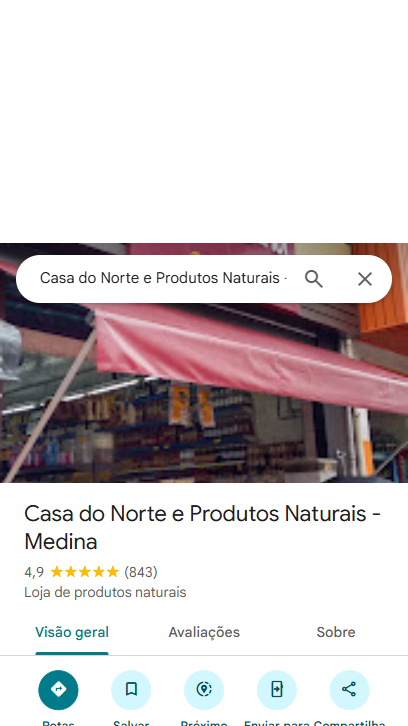 Casa do Norte e Produtos Naturais -
Casa do Norte e Produtos Naturais -
Medina
4,9 (843)
Loja de produtos naturais
Visão geral Avaliações Sobre
Rotas Salvar Próximo Enviar para Compartilha